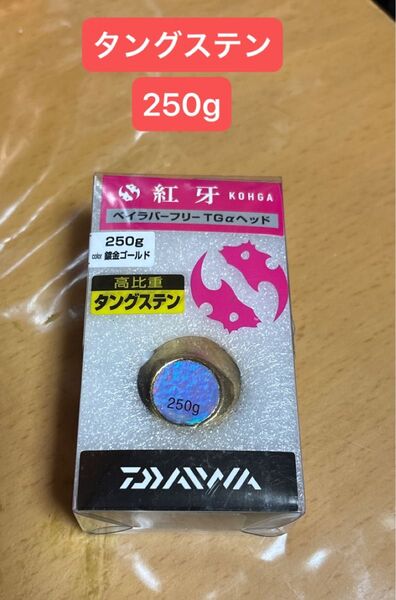 タングステン
250g
紅牙 KOHGA
ベイラバーフリーTGαヘッド
250g
color 鍍金ゴールド
高比重
タングステン
250g
DAIWA